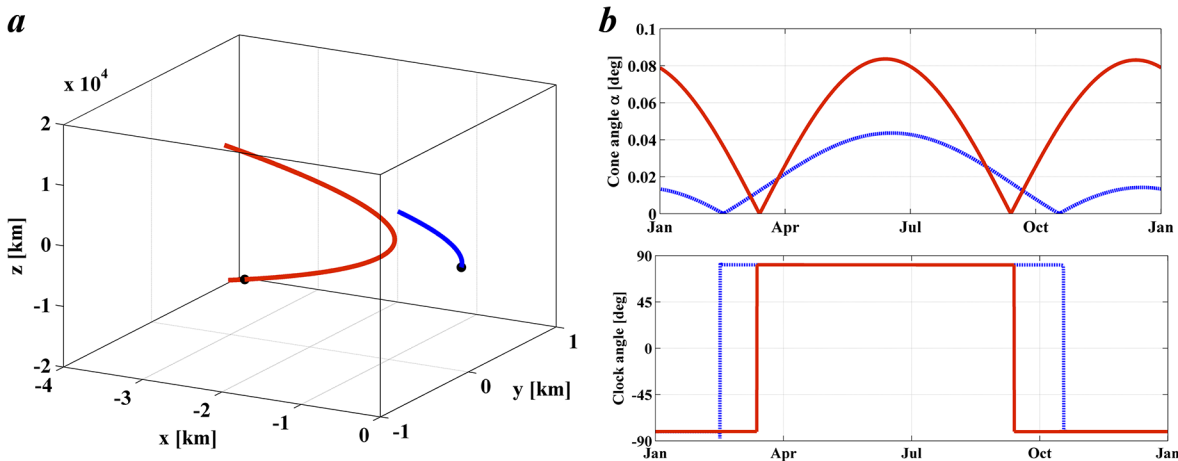 a
x 10⁴
2
1
0
-1
-2
z [km]
-4
-3
-2
-1
0
x [km]
-1
0
1
y [km]
b
0.1
0.08
0.06
0.04
0.02
0
Cone angle α [deg]
Jan
Apr
Jul
Oct
Jan
90
45
0
-45
-90
Clock angle [deg]
Jan
Apr
Jul
Oct
Jan